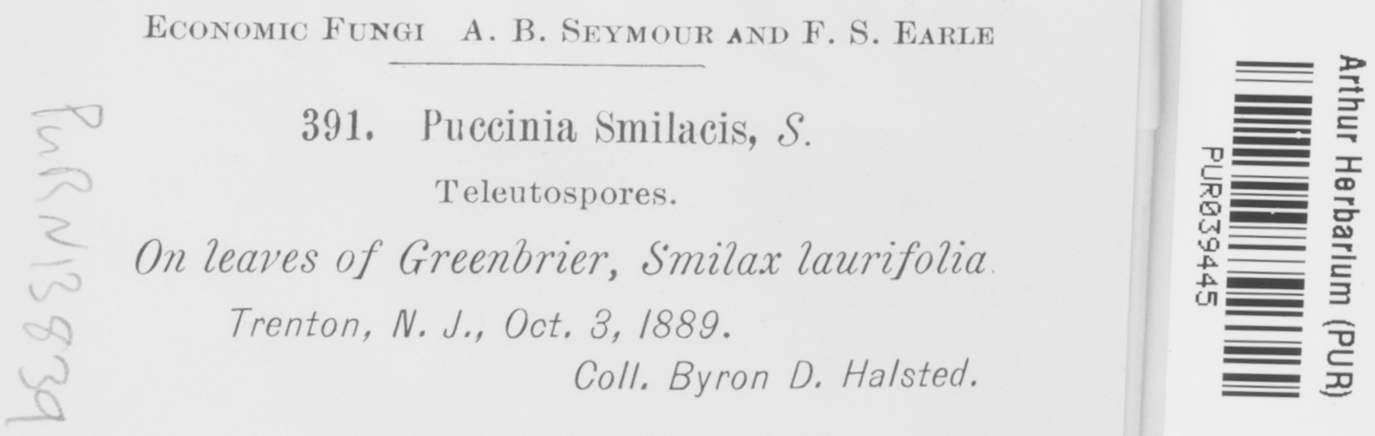 ECONOMIC FUNGI A. B. SEYMOUR AND F. S. EARLE
391. Puccinia Smilacis, S.
Teleutospores.
On leaves of Greenbrier, Smilax laurifolia.
Trenton, N. J., Oct. 3, 1889.
Coll. Byron D. Halsted.
PUR N13839
PUR039445
Arthur Herbarium (PUR)